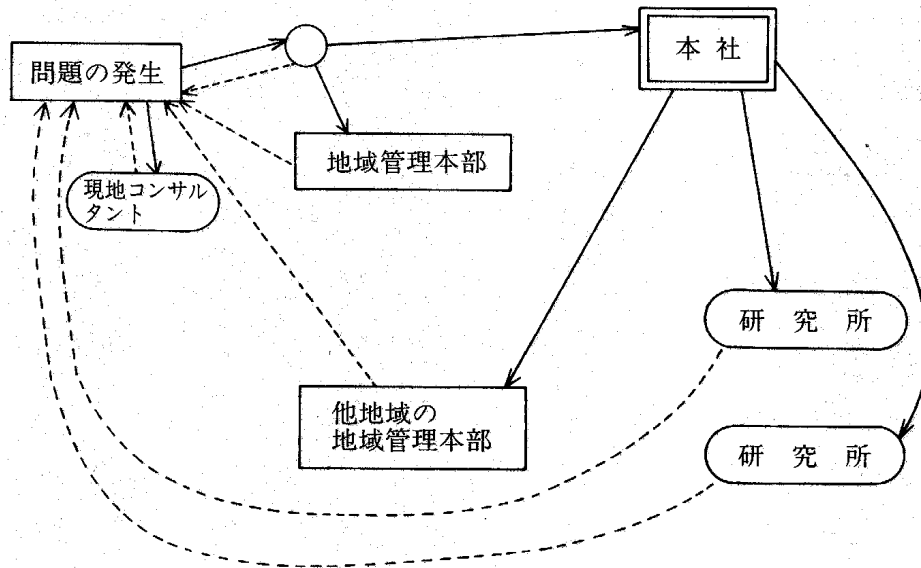 問題の発生
本社
地域管理本部
現地コンサル
タント
研究所
他地域の
地域管理本部
研究所